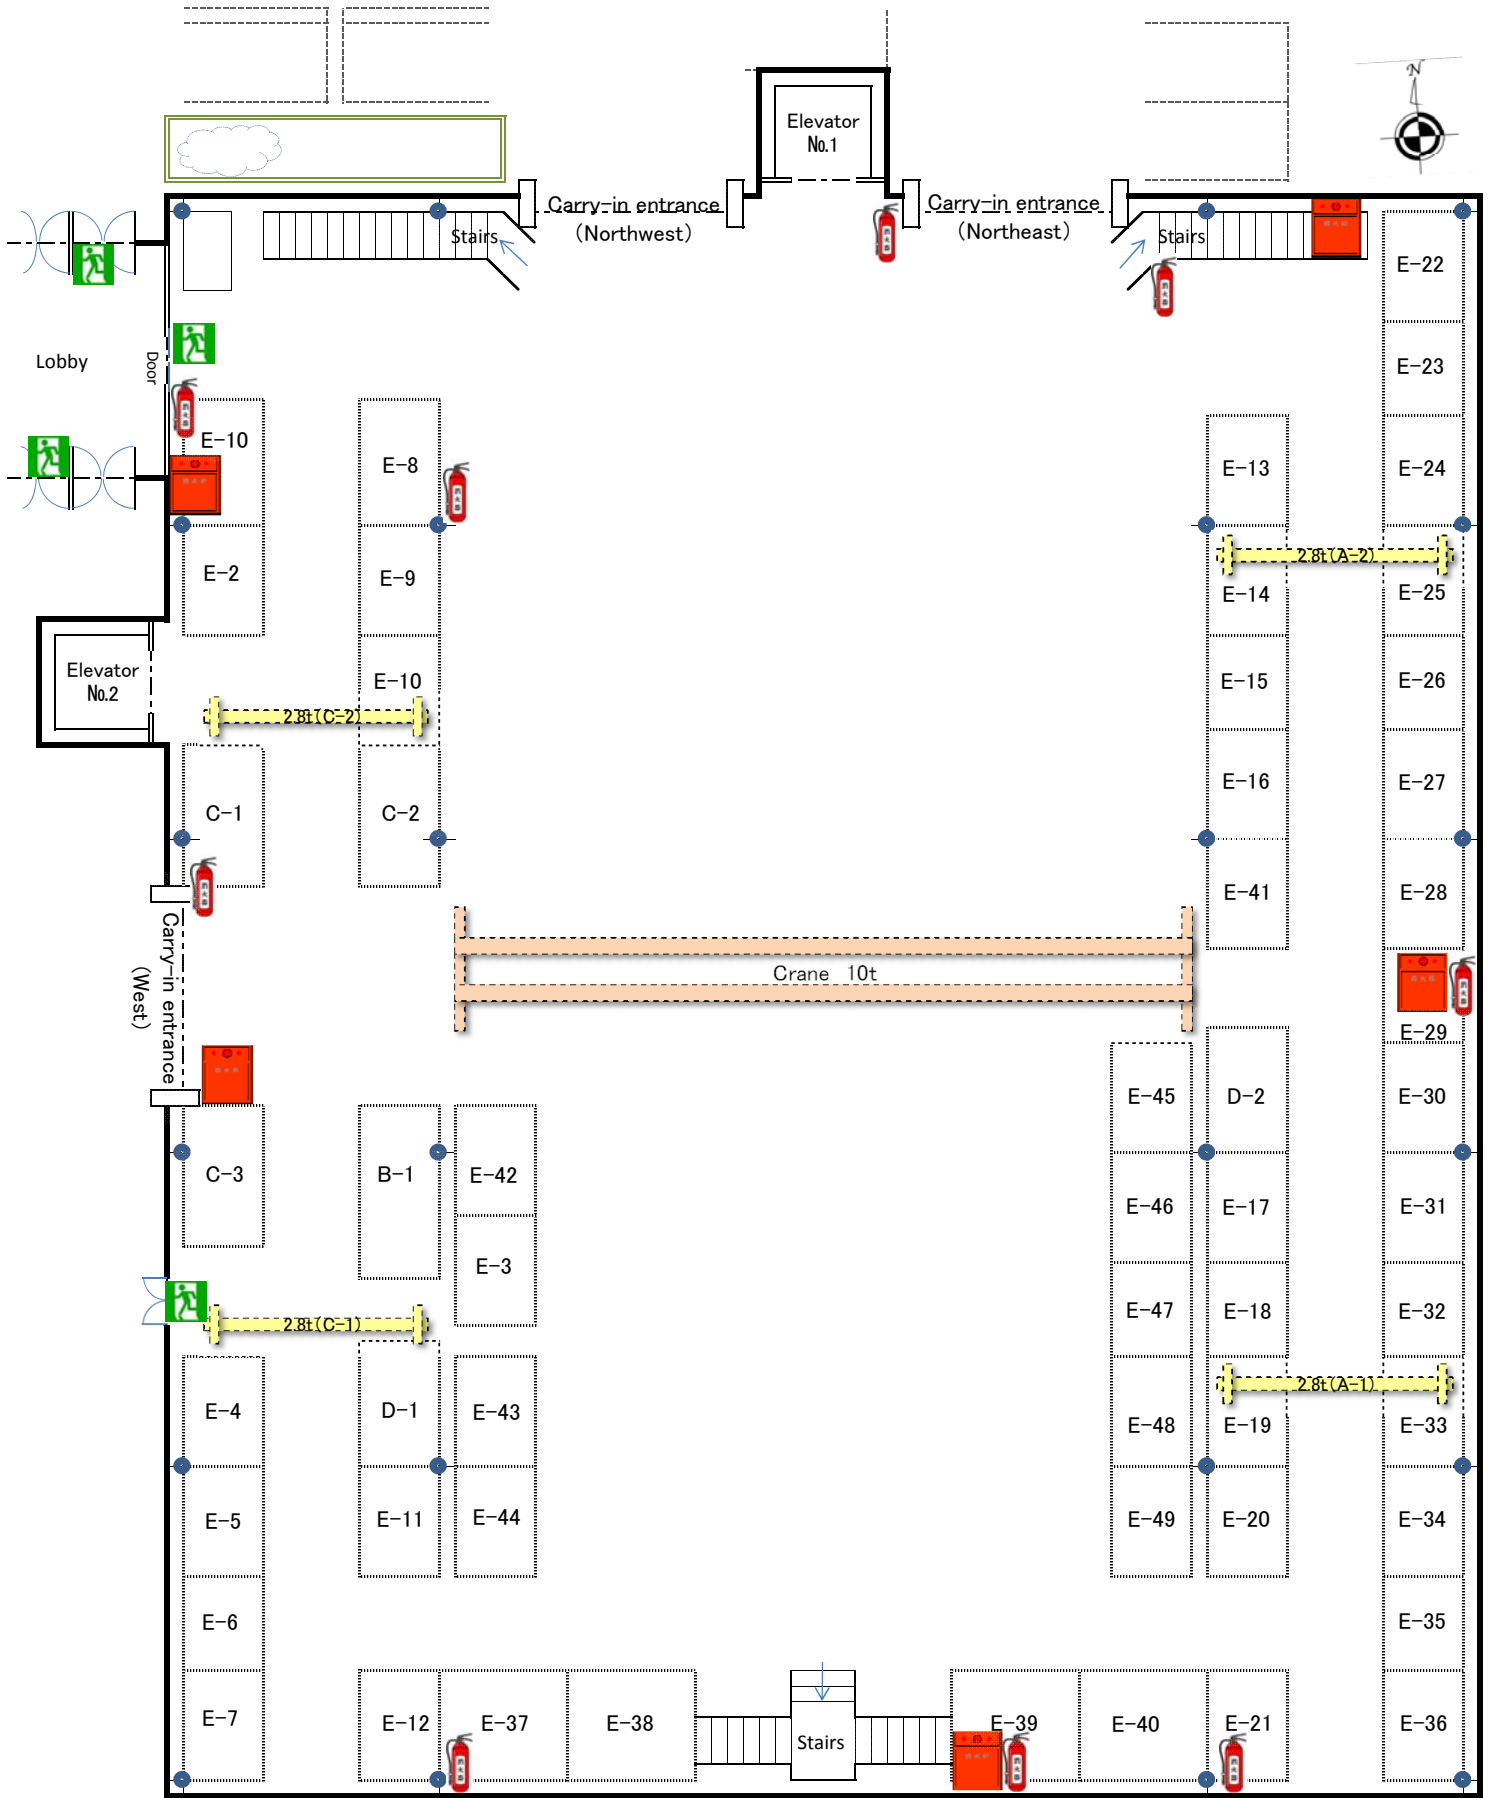 N
Elevator
№.1
Carry-in entrance
(Northwest)
Carry-in entrance
(Northeast)
Stairs
Stairs
E-22
Lobby
Door
E-23
E-10
E-8
E-13
E-24
2.8t(A-2)
E-2
E-9
E-14
E-25
Elevator
№.2
E-10
E-15
E-26
2.8t(C-2)
C-1
C-2
E-16
E-27
E-41
E-28
Carry-in entrance
(West)
Crane 10t
E-29
E-45
D-2
E-30
C-3
B-1
E-42
E-46
E-17
E-31
E-3
2.8t(C-1)
E-47
E-18
E-32
2.8t(A-1)
E-4
D-1
E-43
E-48
E-19
E-33
E-5
E-11
E-44
E-49
E-20
E-34
E-6
E-35
E-7
E-12
E-37
E-38
Stairs
E-39
E-40
E-21
E-36